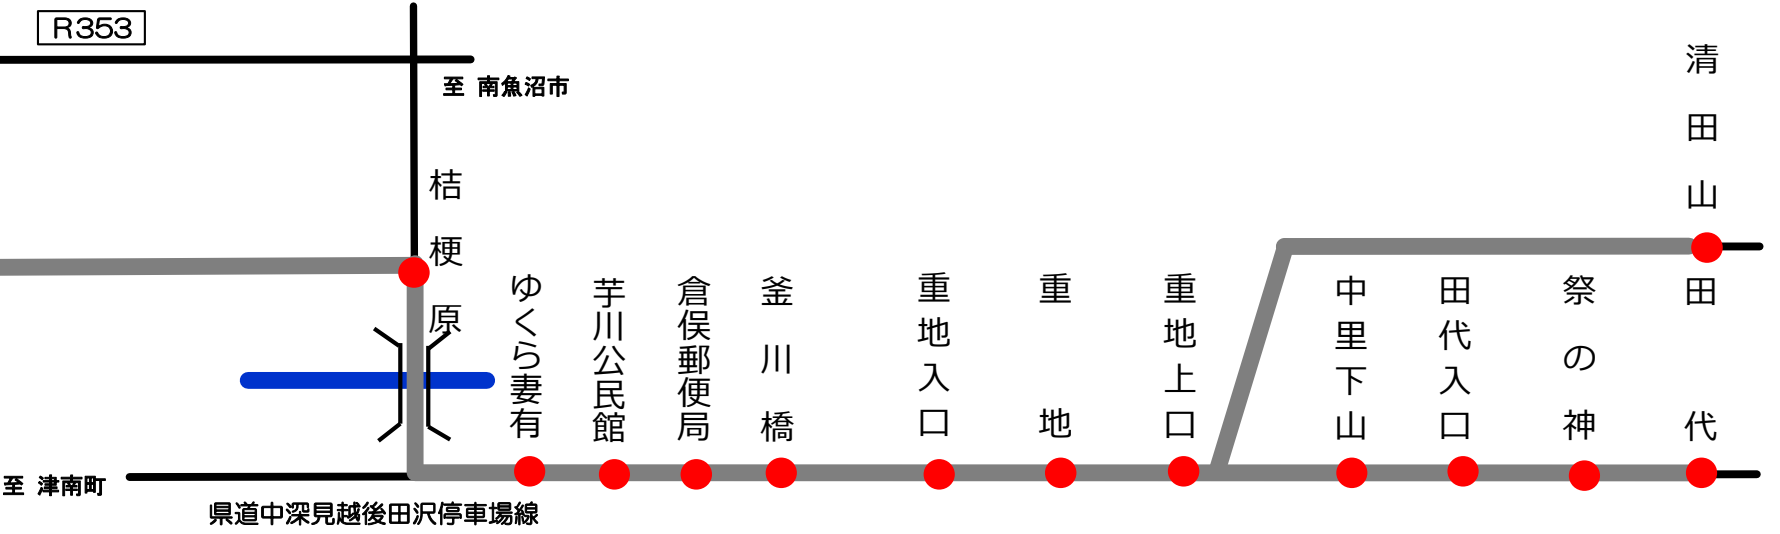 R353
至 南魚沼市
桔梗原
ゆくら妻有
芋川公民館
倉俣郵便局
釜川橋
重地入口
重地
重地上口
清田山
中里下山
田代入口
祭の神
田代
至 津南町
県道中深見越後田沢停車場線